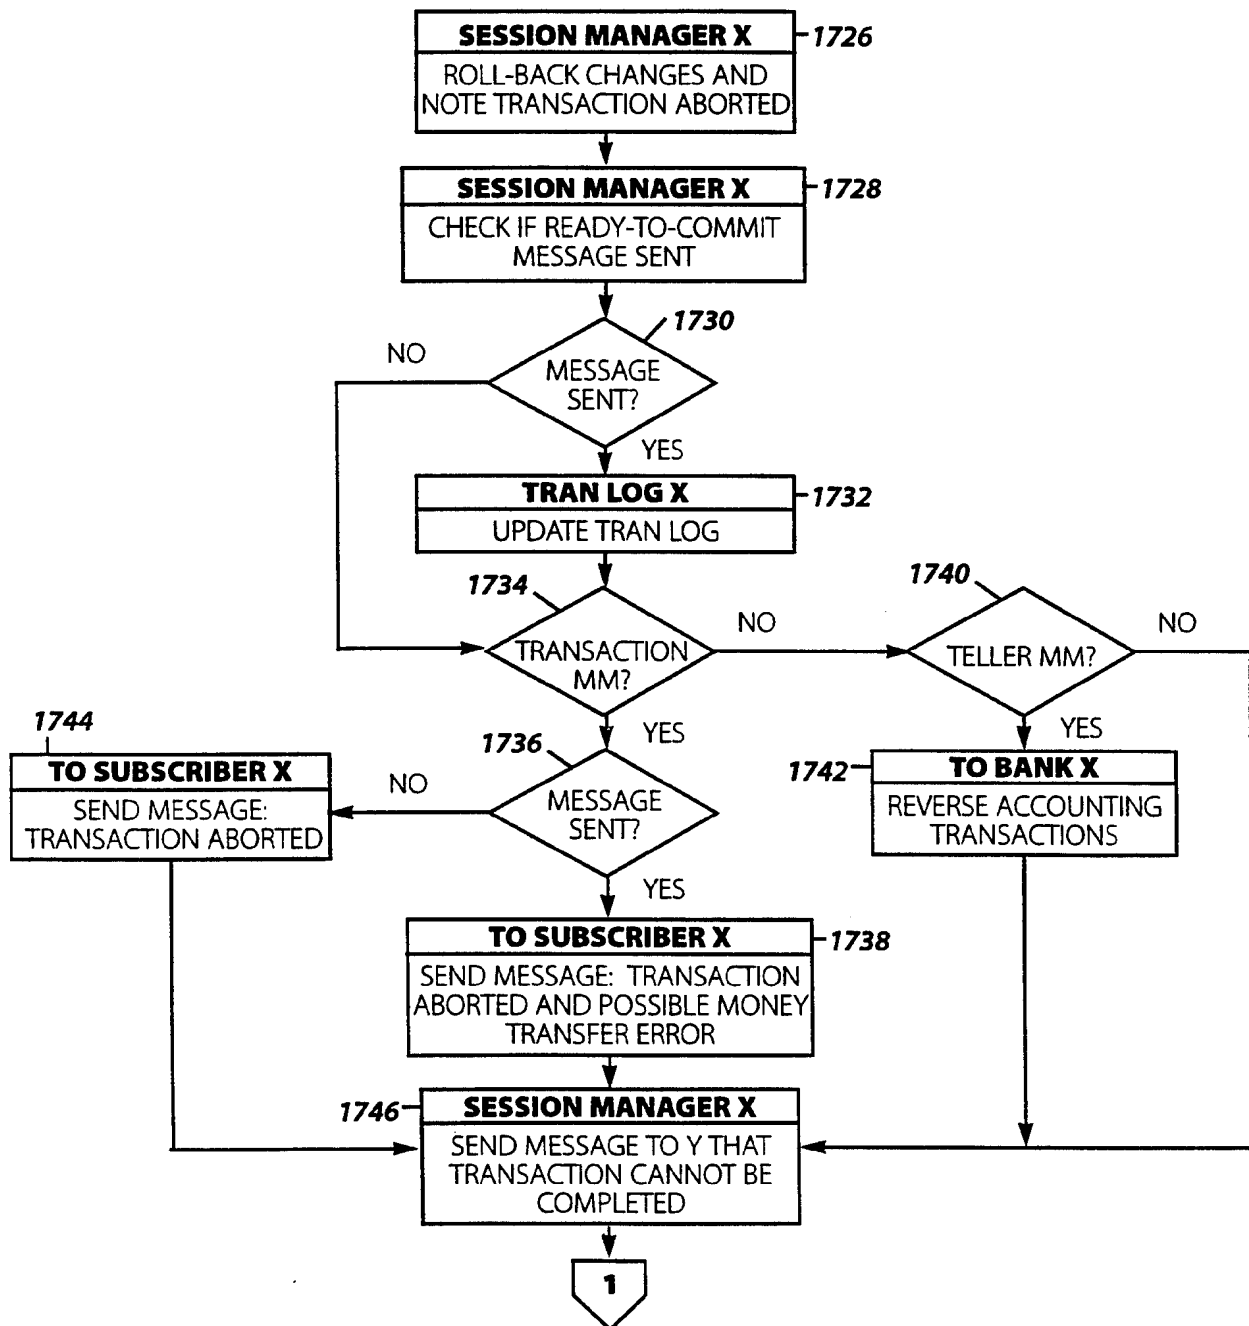 SESSION MANAGER X
1726
ROLL-BACK CHANGES AND
NOTE TRANSACTION ABORTED
SESSION MANAGER X
1728
CHECK IF READY-TO-COMMIT
MESSAGE SENT
1730
NO
MESSAGE
SENT?
YES
TRAN LOG X
1732
UPDATE TRAN LOG
1734
TRANSACTION
MM?
NO
1740
TELLER MM?
NO
YES
YES
1744
TO SUBSCRIBER X
SEND MESSAGE:
TRANSACTION ABORTED
NO
1736
MESSAGE
SENT?
1742
TO BANK X
REVERSE ACCOUNTING
TRANSACTIONS
YES
TO SUBSCRIBER X
1738
SEND MESSAGE: TRANSACTION
ABORTED AND POSSIBLE MONEY
TRANSFER ERROR
1746
SESSION MANAGER X
SEND MESSAGE TO Y THAT
TRANSACTION CANNOT BE
COMPLETED
1